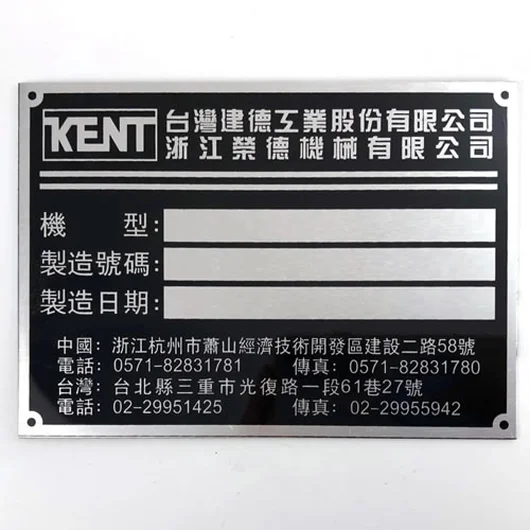 KENT
台灣建德工業股份有限公司
浙江榮德機械有限公司
機 型:
製造號碼:
製造日期:
中國: 浙江杭州市蕭山經濟技術開發區建設二路58號
電話: 0571-82831781 傳真: 0571-82831780
台灣: 台北縣三重市光復路一段61巷27號
電話: 02-29951425 傳真: 02-29955942